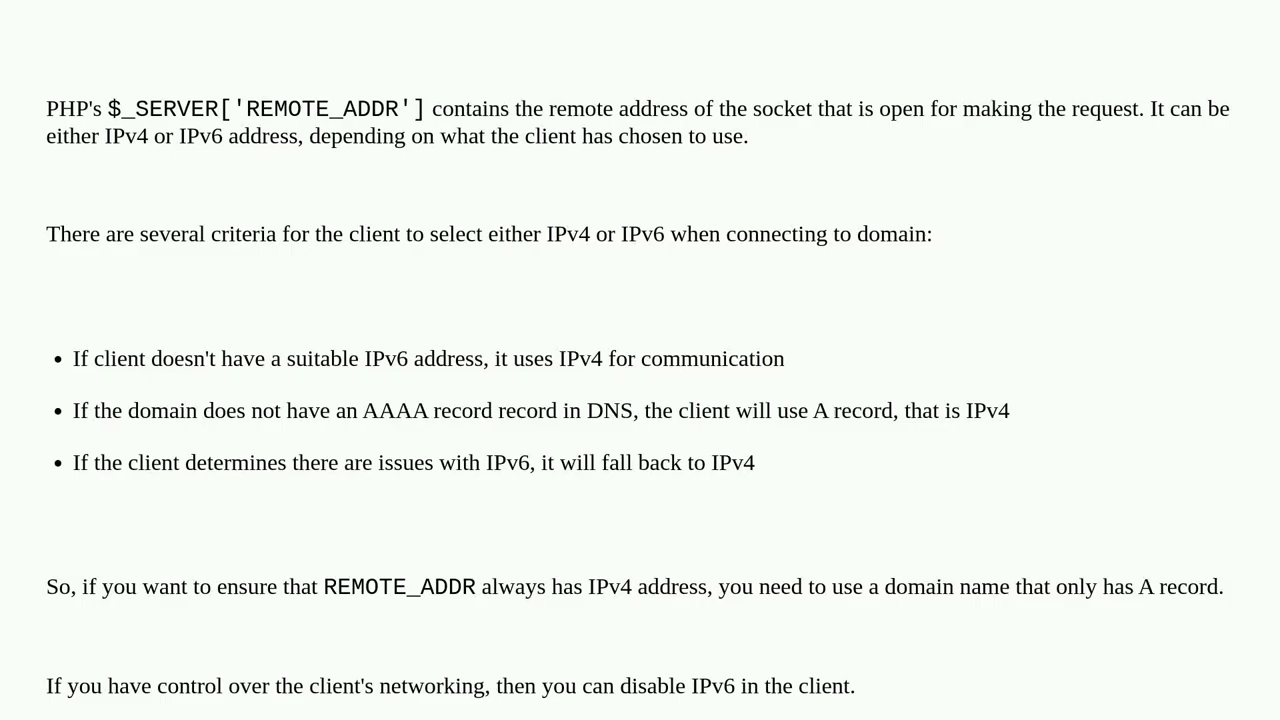 PHP's $_SERVER['REMOTE_ADDR'] contains the remote address of the socket that is open for making the request. It can be
either IPv4 or IPv6 address, depending on what the client has chosen to use.
There are several criteria for the client to select either IPv4 or IPv6 when connecting to domain:
• If client doesn't have a suitable IPv6 address, it uses IPv4 for communication
• If the domain does not have an AAAA record record in DNS, the client will use A record, that is IPv4
• If the client determines there are issues with IPv6, it will fall back to IPv4
So, if you want to ensure that REMOTE_ADDR always has IPv4 address, you need to use a domain name that only has A record.
If you have control over the client's networking, then you can disable IPv6 in the client.